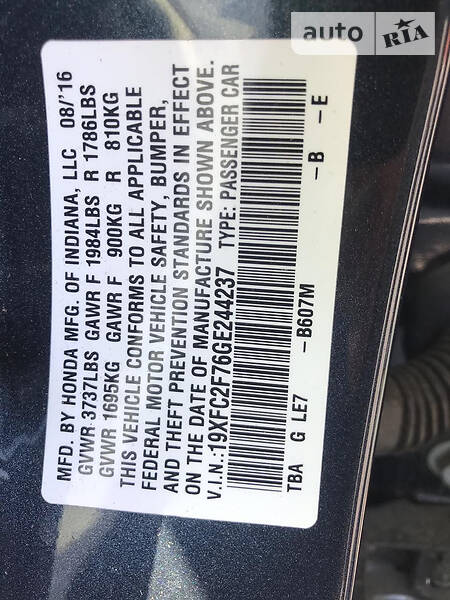 auto RIA
MFD. BY HONDA MFG. OF INDIANA, LLC 08/'16
GVWR 3737LBS GAWR F 1984LBS R 1786LBS
GVWR 1695KG GAWR F 900KG R 810KG
THIS VEHICLE CONFORMS TO ALL APPLICABLE
FEDERAL MOTOR VEHICLE SAFETY, BUMPER,
AND THEFT PREVENTION STANDARDS IN EFFECT
ON THE DATE OF MANUFACTURE SHOWN ABOVE.
V.I.N.:19XFC2F76GE244237 TYPE: PASSENGER CAR
TBA G LE7 -B607M -B -E